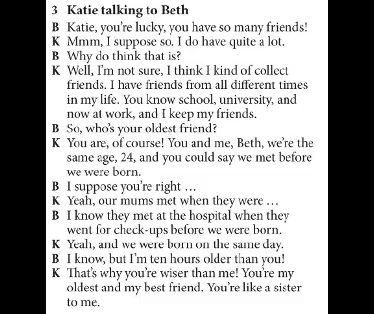 3 Katie talking to Beth
B Katie, you're lucky, you have so many friends!
K Mmm, I suppose so. I do have quite a lot.
B Why do think that is?
K Well, I'm not sure, I think I kind of collect
friends. I have friends from all different times
in my life. You know school, university, and
now at work, and I keep my friends.
B So, who's your oldest friend?
K You are, of course! You and me, Beth, we're the
same age, 24, and you could say we met before
we were born.
B I suppose you're right …
K Yeah, our mums met when they were …
B I know they met at the hospital when they
went for check-ups before we were born.
K Yeah, and we were born on the same day.
B I know, but I'm ten hours older than you!
K That's why you're wiser than me! You're my
oldest and my best friend. You're like a sister
to me.